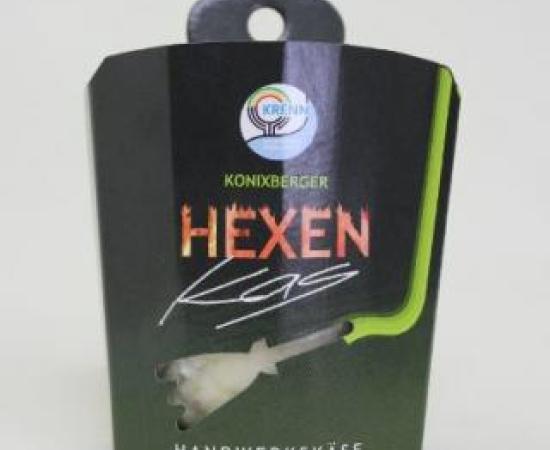 KRENN
KONIXBERGER
HEXEN
Kas
HANDWERKSKÄSE